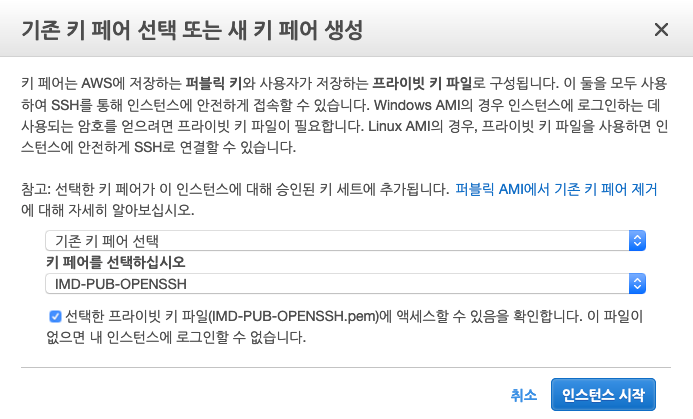 기존 키 페어 선택 또는 새 키 페어 생성
키 페어는 AWS에 저장하는 퍼블릭 키와 사용자가 저장하는 프라이빗 키 파일로 구성됩니다. 이 둘을 모두 사용
하여 SSH를 통해 인스턴스에 안전하게 접속할 수 있습니다. Windows AMI의 경우 인스턴스에 로그인하는 데
사용되는 암호를 얻으려면 프라이빗 키 파일이 필요합니다. Linux AMI의 경우, 프라이빗 키 파일을 사용하면 인
스턴스에 안전하게 SSH로 연결할 수 있습니다.
참고: 선택한 키 페어가 이 인스턴스에 대해 승인된 키 세트에 추가됩니다. 퍼블릭 AMI에서 기존 키 페어 제거
에 대해 자세히 알아보십시오.
기존 키 페어 선택
키 페어를 선택하십시오
IMD-PUB-OPENSSH
선택한 프라이빗 키 파일(IMD-PUB-OPENSSH.pem)에 액세스할 수 있음을 확인합니다. 이 파일이
없으면 내 인스턴스에 로그인할 수 없습니다.
취소 인스턴스 시작